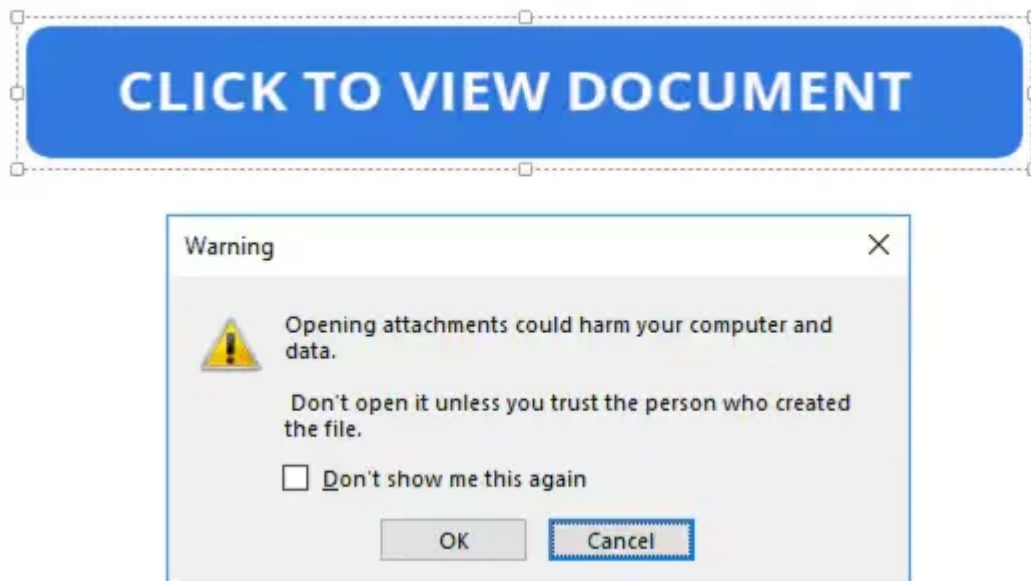 CLICK TO VIEW DOCUMENT
Warning
Opening attachments could harm your computer and
data.
Don't open it unless you trust the person who created
the file.
Don't show me this again
OK
Cancel